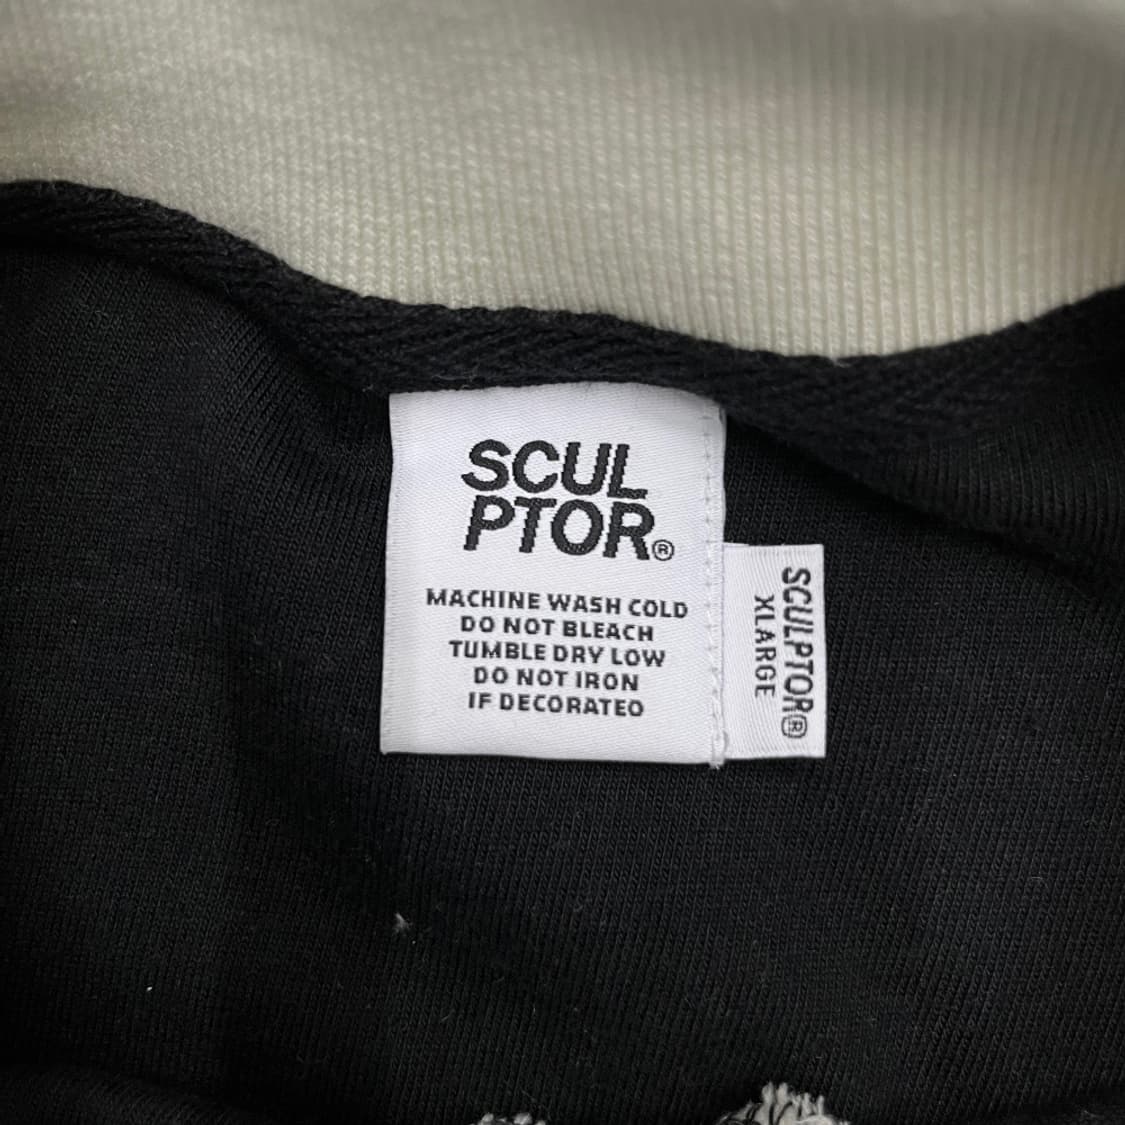 SCUL
PTOR®
MACHINE WASH COLD
DO NOT BLEACH
TUMBLE DRY LOW
DO NOT IRON
IF DECORATED
SCULPTOR®
XLARGE